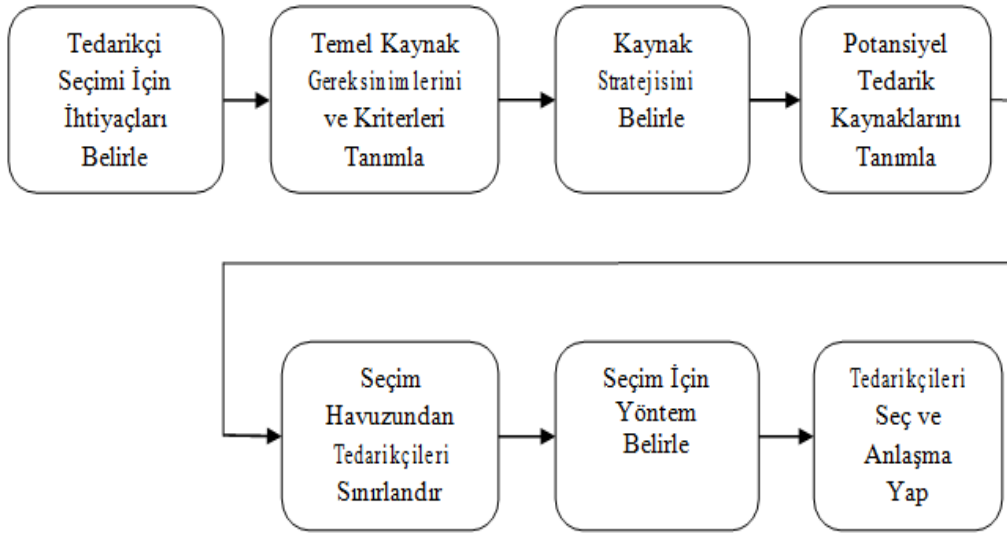 Tedarikçi
Seçimi İçin
İhtiyaçları
Belirle
Temel Kaynak
Gereksinimlerini
ve Kriterleri
Tanımla
Kaynak
Stratejisini
Belirle
Potansiyel
Tedarik
Kaynaklarını
Tanımla
Seçim
Havuzundan
Tedarikçileri
Sınırlandır
Seçim İçin
Yöntem
Belirle
Tedarikçileri
Seç ve
Anlaşma
Yap